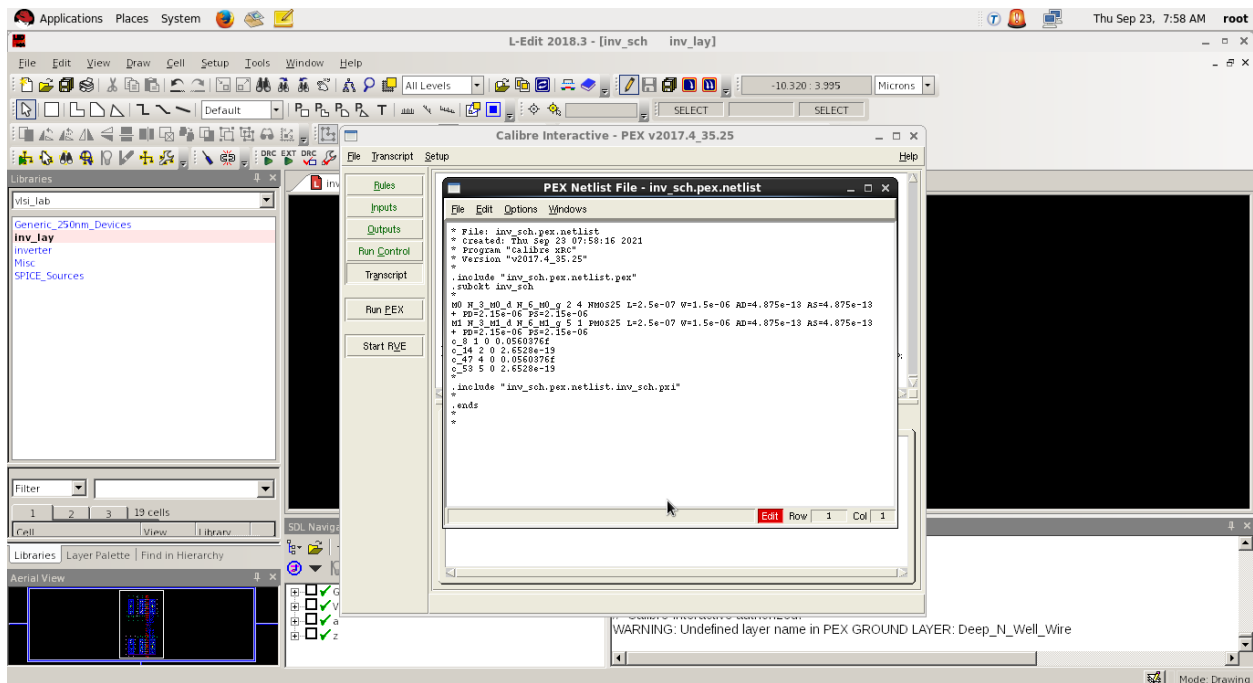 Applications Places System Thu Sep 23, 7:58 AM root
L-Edit 2018.3 - [inv_sch inv_lay]
File Edit View Draw Cell Setup Tools Window Help
All Levels -10.320 : 3.995 Microns
Default SELECT SELECT
DRC EXT DRC
Libraries
vlsi_lab
Generic_250nm_Devices
inv_lay
inverter
Misc
SPICE_Sources
Filter
1 2 3 19 cells
Cell View Library
Libraries Layer Palette Find in Hierarchy
Aerial View
inv
Calibre Interactive - PEX v2017.4_35.25
File Transcript Setup Help
Rules
Inputs
Outputs
Run Control
Transcript
Run PEX
Start RVE
PEX Netlist File - inv_sch.pex.netlist
File Edit Options Windows
* File: inv_sch.pex.netlist
* Created: Thu Sep 23 07:58:16 2021
* Program "Calibre xRC"
* Version "v2017.4_35.25"
*
.include "inv_sch.pex.netlist.pex"
.subckt inv_sch
*
M0 N_3_M0_d N_6_M0_g 2 4 NMOS25 L=2.5e-07 W=1.5e-06 AD=4.875e-13 AS=4.875e-13
+ PD=2.15e-06 PS=2.15e-06
M1 N_3_M1_d N_6_M1_g 5 1 PMOS25 L=2.5e-07 W=1.5e-06 AD=4.875e-13 AS=4.875e-13
+ PD=2.15e-06 PS=2.15e-06
c_8 1 0 0.0560376f
c_14 2 0 2.6528e-19
c_47 4 0 0.0560376f
c_53 5 0 2.6528e-19
*
.include "inv_sch.pex.netlist.inv_sch.pxi"
*
.ends
*
*
Edit Row 1 Col 1
SDL Naviga
G
V
a
z
WARNING: Undefined layer name in PEX GROUND LAYER: Deep_N_Well_Wire
Mode: Drawing